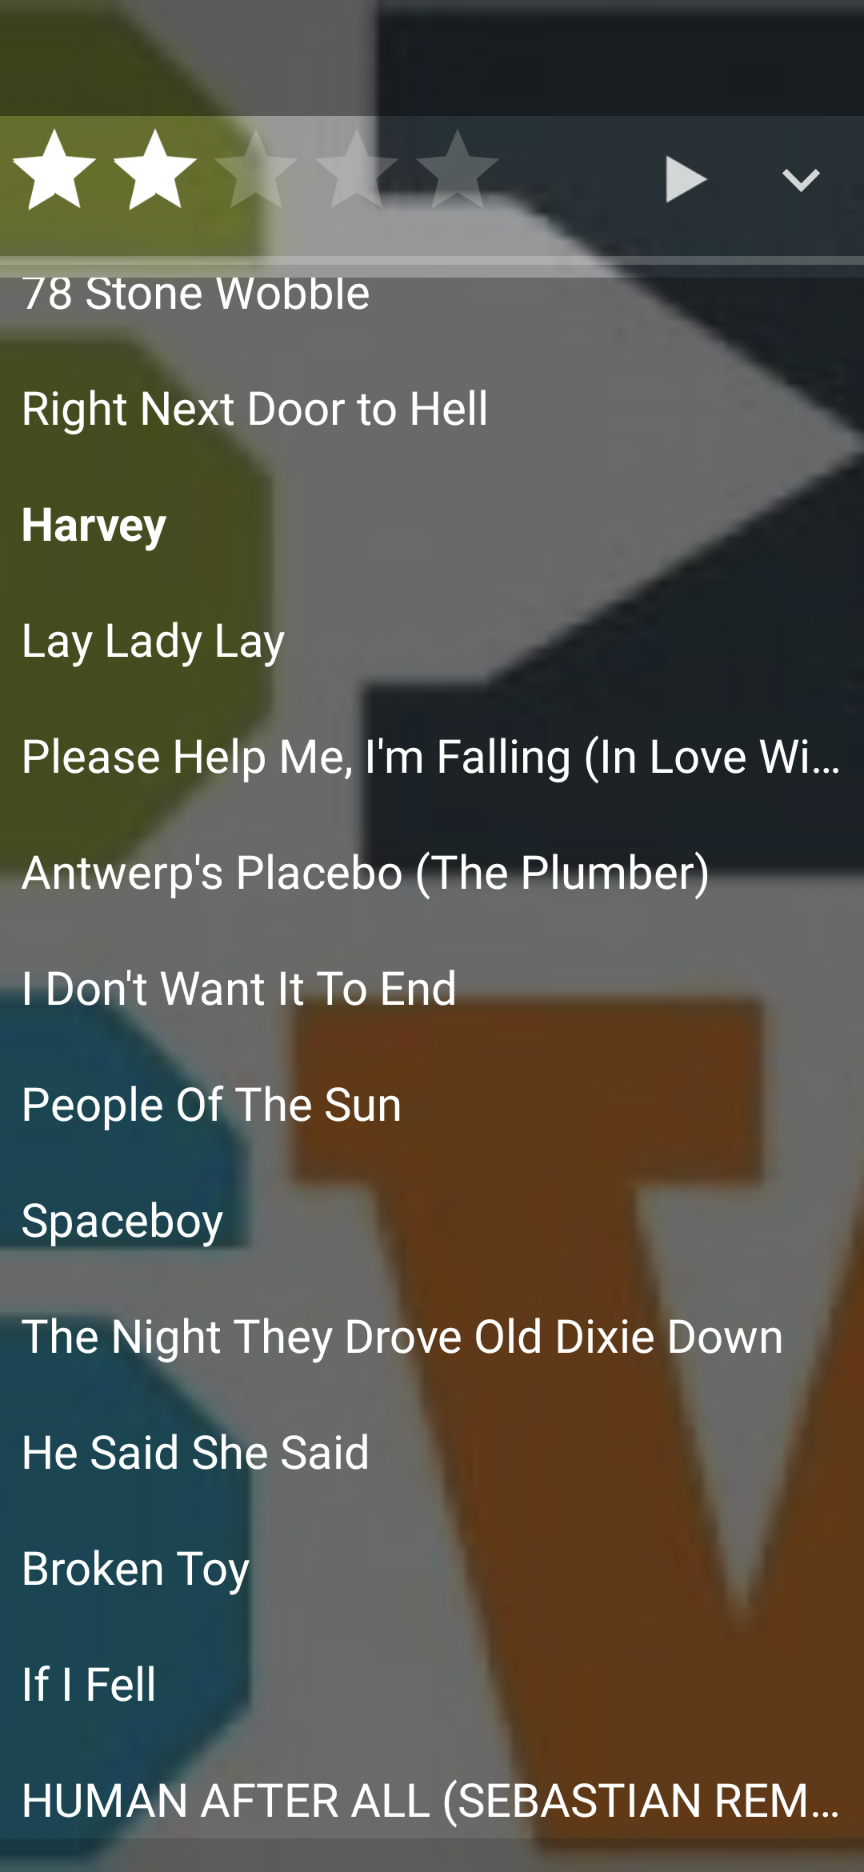 78 Stone Wobble
Right Next Door to Hell
Harvey
Lay Lady Lay
Please Help Me, I'm Falling (In Love Wi...
Antwerp's Placebo (The Plumber)
I Don't Want It To End
People Of The Sun
Spaceboy
The Night They Drove Old Dixie Down
He Said She Said
Broken Toy
If I Fell
HUMAN AFTER ALL (SEBASTIAN REM...